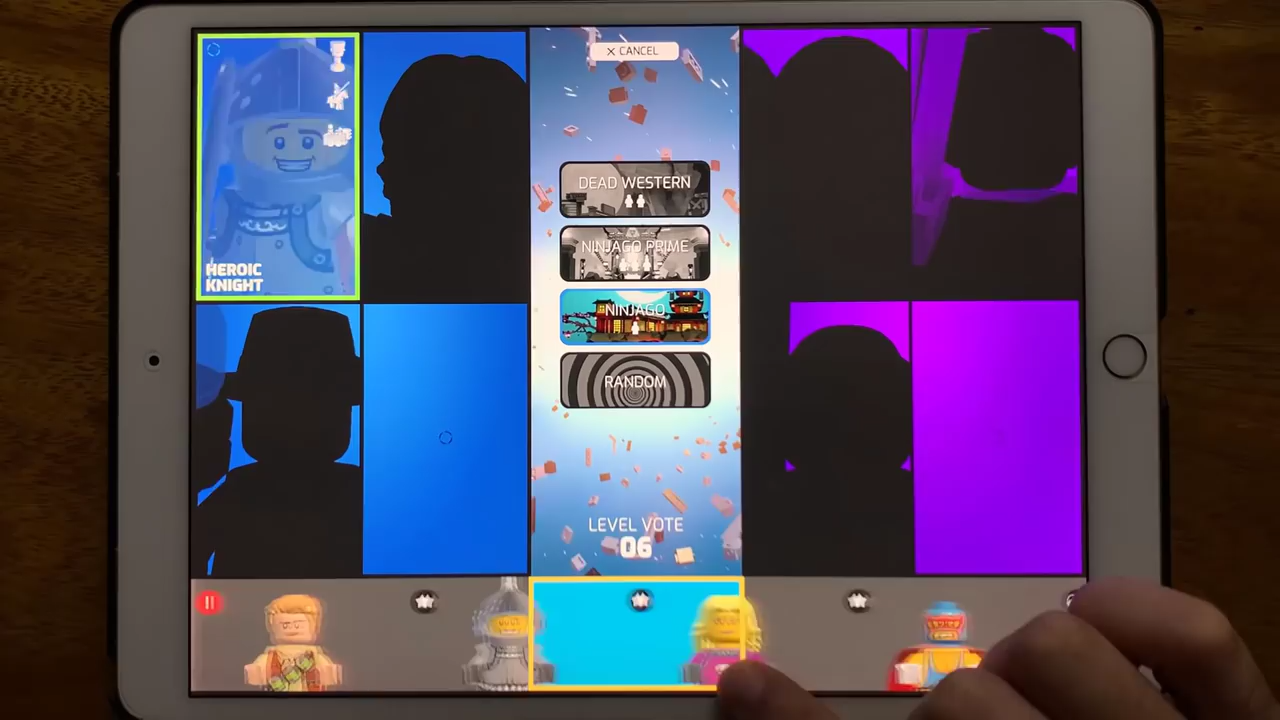 X CANCEL
DEAD WESTERN
NINJAGO PRIME
NINJAGO
RANDOM
HEROIC
KNIGHT
LEVEL VOTE
06